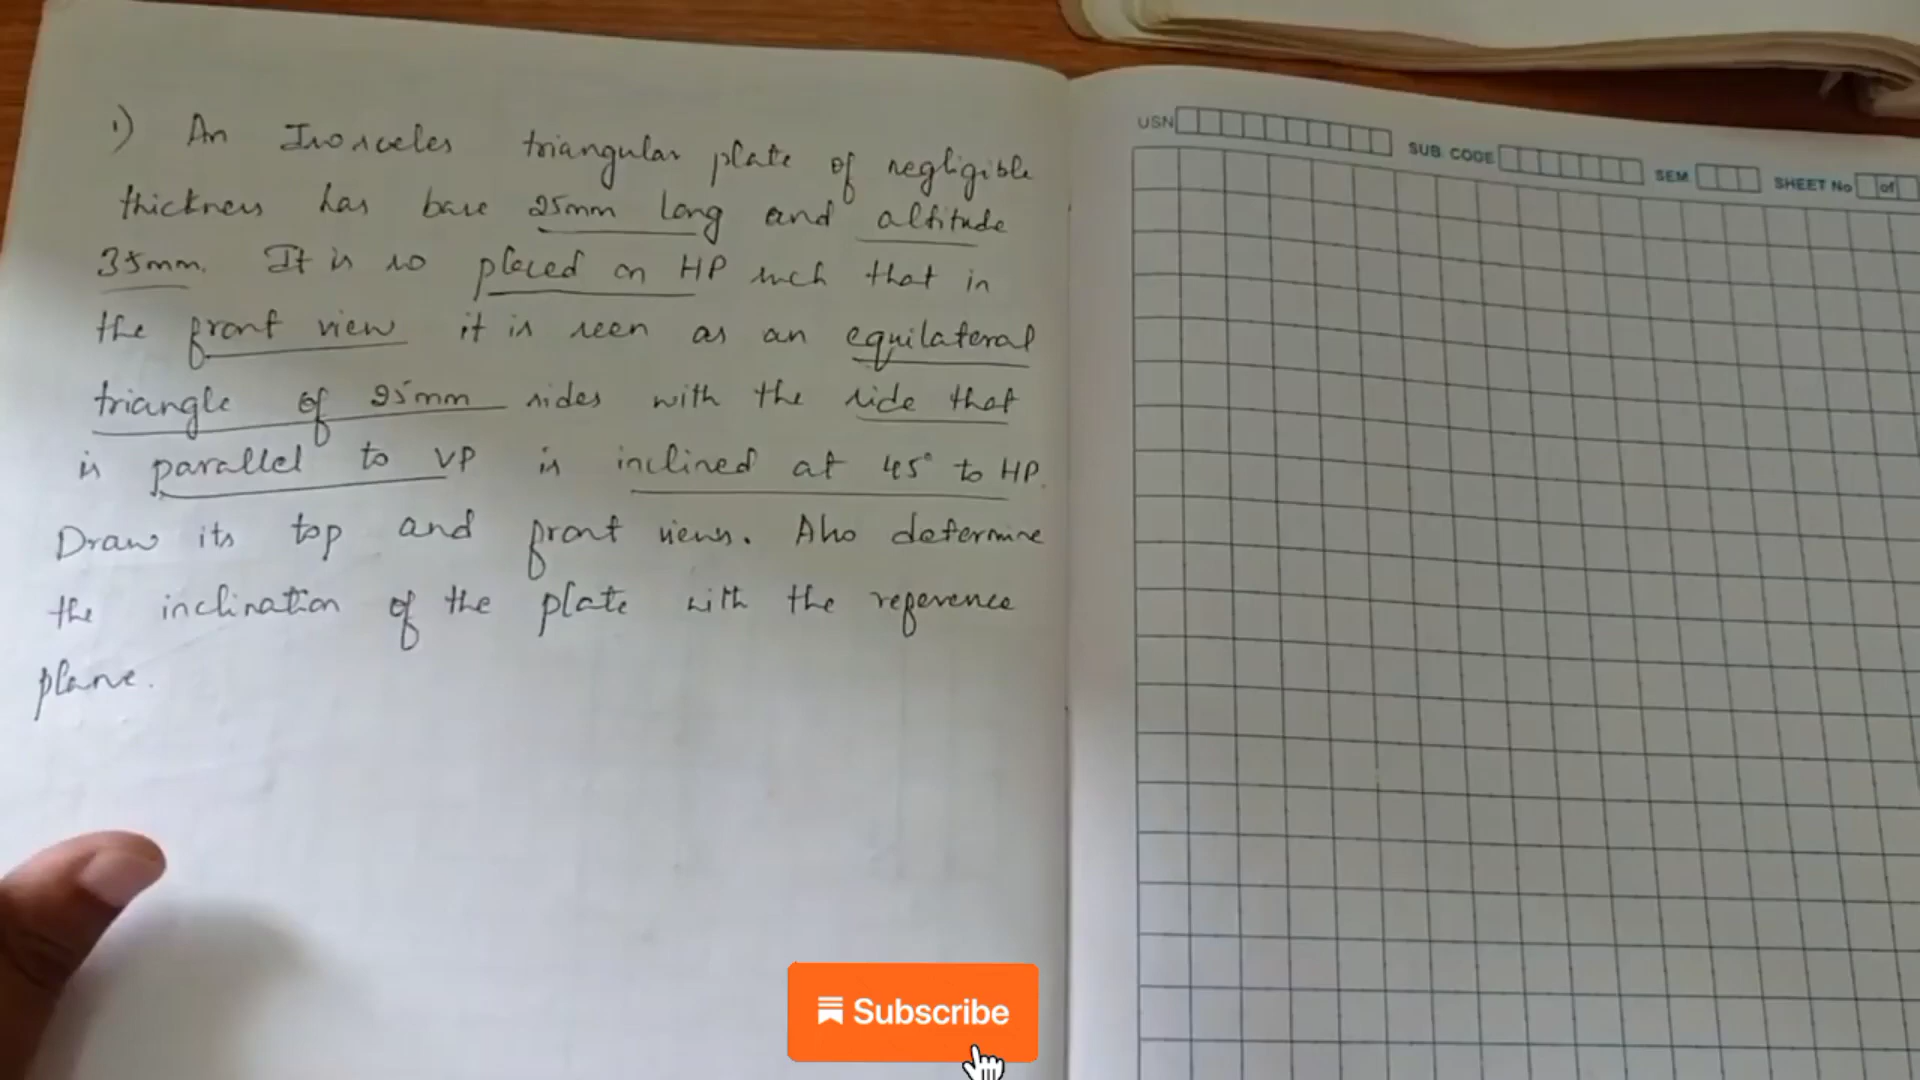 1) An Isosceles triangular plate of negligible
thickness has base 25mm long and altitude
35mm. It is so placed on HP such that in
the front view it is seen as an equilateral
triangle of 25mm sides with the side that
is parallel to VP is inclined at 45° to HP.
Draw its top and front views. Also determine
the inclination of the plate with the reference
plane.
USN SUB. CODE SEM SHEET No of
Subscribe